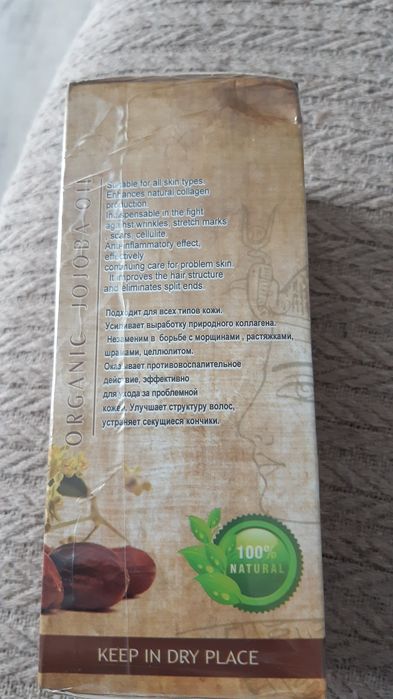 ORGANIC JOJOBA OIL
Suitable for all skin types.
Enhances natural collagen
production.
Indispensable in the fight
against wrinkles, stretch marks
scars, cellulite.
Anti-inflammatory effect,
effectively
continuing care for problem skin.
It improves the hair structure
and eliminates split ends.
Подходит для всех типов кожи.
Усиливает выработку природного коллагена.
Незаменим в борьбе с морщинами , растяжками,
шрамами, целлюлитом.
Оказывает противовоспалительное
действие, эффективно
для ухода за проблемной
кожей. Улучшает структуру волос,
устраняет секущиеся кончики.
100%
NATURAL
KEEP IN DRY PLACE